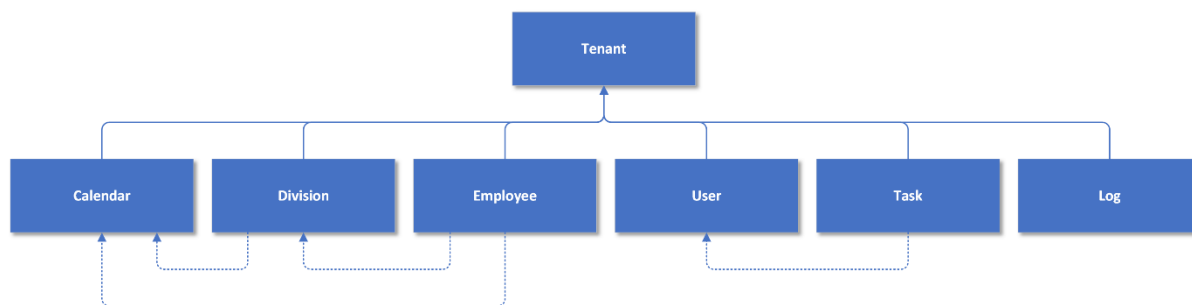 Tenant
Calendar
Division
Employee
User
Task
Log